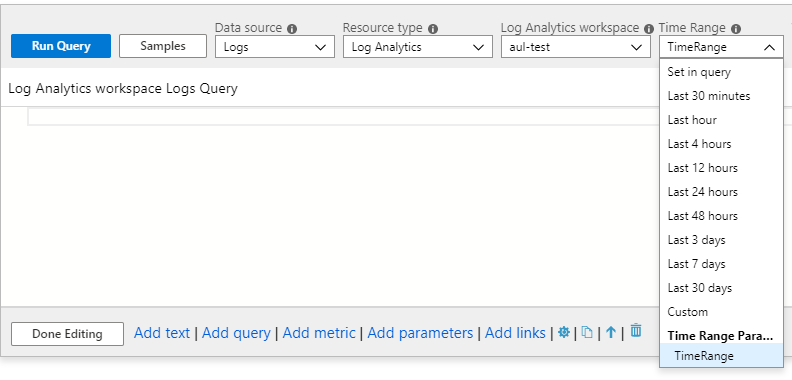 Data source
Resource type
Log Analytics workspace
Time Range
Run Query
Samples
Logs
Log Analytics
aul-test
TimeRange
Log Analytics workspace Logs Query
Set in query
Last 30 minutes
Last hour
Last 4 hours
Last 12 hours
Last 24 hours
Last 48 hours
Last 3 days
Last 7 days
Last 30 days
Custom
Time Range Para...
TimeRange
Done Editing
Add text | Add query | Add metric | Add parameters | Add links | | | |